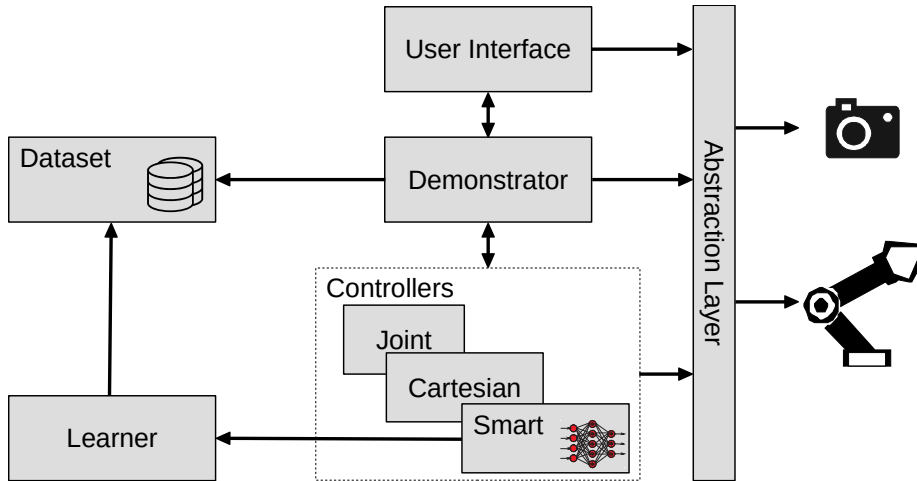 User Interface
Dataset
Demonstrator
Abstraction Layer
Controllers
Joint
Cartesian
Smart
Learner